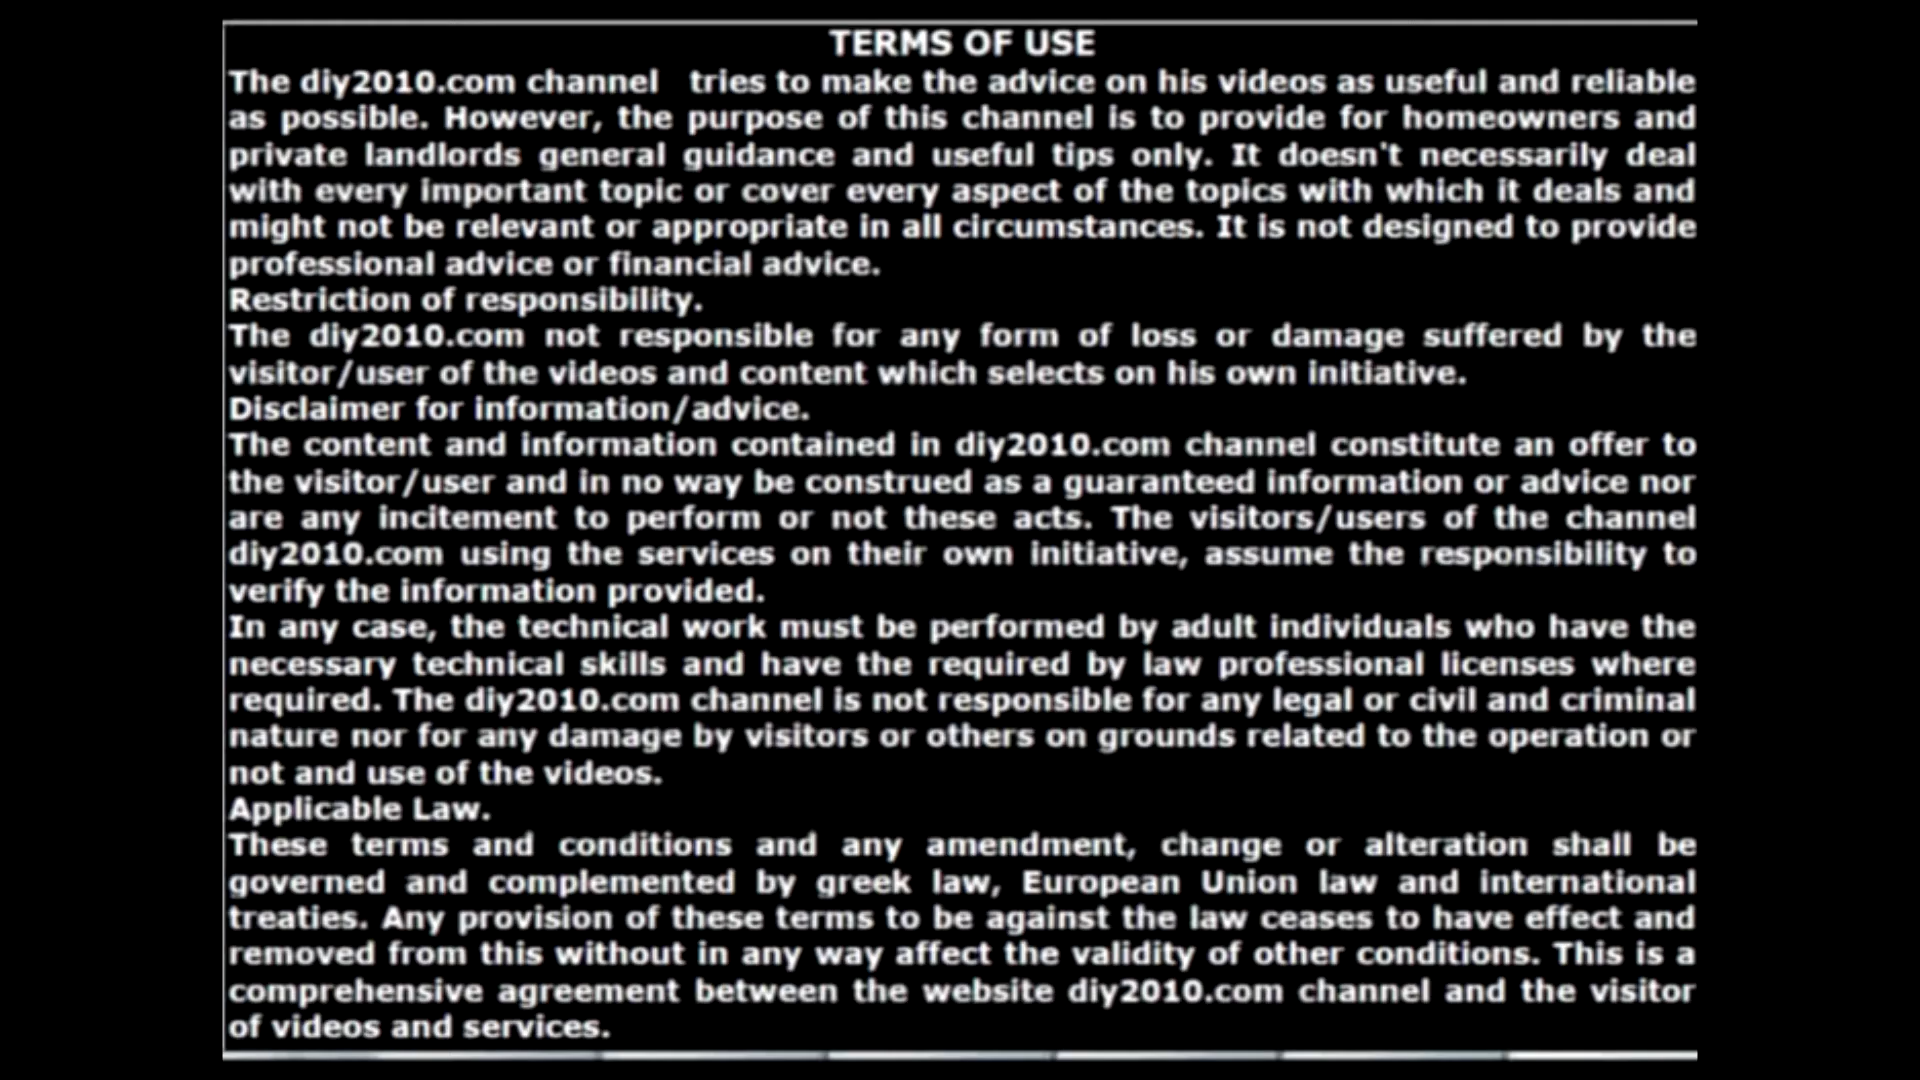 TERMS OF USE
The diy2010.com channel tries to make the advice on his videos as useful and reliable
as possible. However, the purpose of this channel is to provide for homeowners and
private landlords general guidance and useful tips only. It doesn't necessarily deal
with every important topic or cover every aspect of the topics with which it deals and
might not be relevant or appropriate in all circumstances. It is not designed to provide
professional advice or financial advice.
Restriction of responsibility.
The diy2010.com not responsible for any form of loss or damage suffered by the
visitor/user of the videos and content which selects on his own initiative.
Disclaimer for information/advice.
The content and information contained in diy2010.com channel constitute an offer to
the visitor/user and in no way be construed as a guaranteed information or advice nor
are any incitement to perform or not these acts. The visitors/users of the channel
diy2010.com using the services on their own initiative, assume the responsibility to
verify the information provided.
In any case, the technical work must be performed by adult individuals who have the
necessary technical skills and have the required by law professional licenses where
required. The diy2010.com channel is not responsible for any legal or civil and criminal
nature nor for any damage by visitors or others on grounds related to the operation or
not and use of the videos.
Applicable Law.
These terms and conditions and any amendment, change or alteration shall be
governed and complemented by greek law, European Union law and international
treaties. Any provision of these terms to be against the law ceases to have effect and
removed from this without in any way affect the validity of other conditions. This is a
comprehensive agreement between the website diy2010.com channel and the visitor
of videos and services.